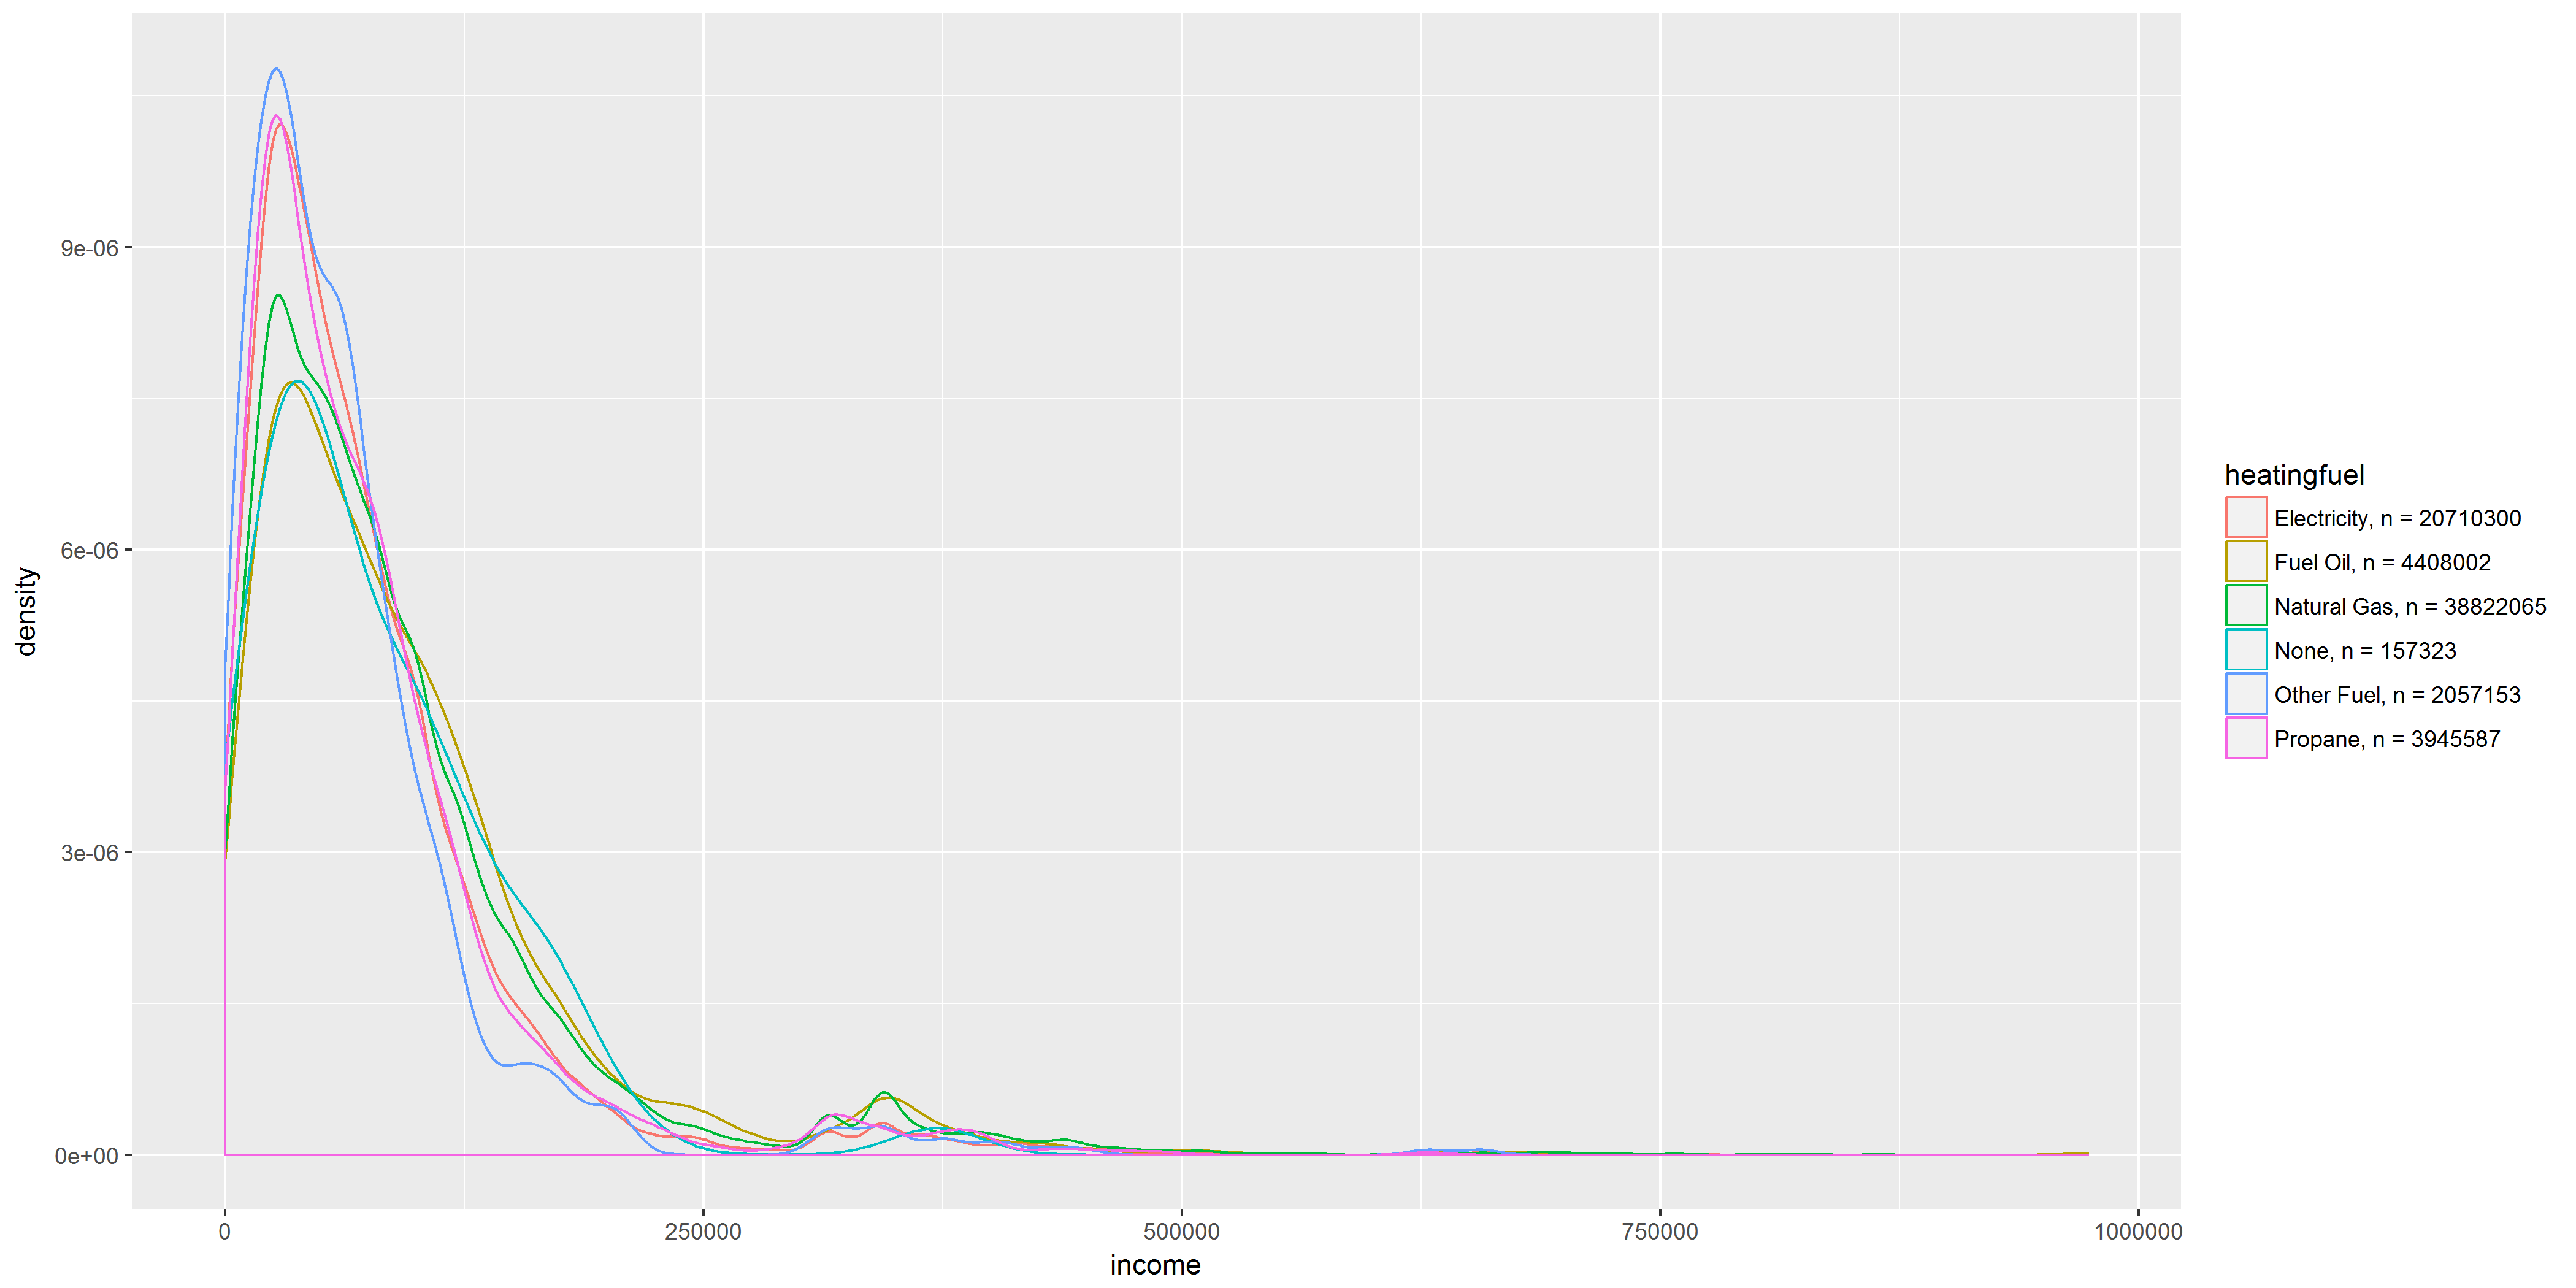 density
9e-06
6e-06
3e-06
0e+00
0 250000 500000 750000 1000000
income
heatingfuel
Electricity, n = 20710300
Fuel Oil, n = 4408002
Natural Gas, n = 38822065
None, n = 157323
Other Fuel, n = 2057153
Propane, n = 3945587